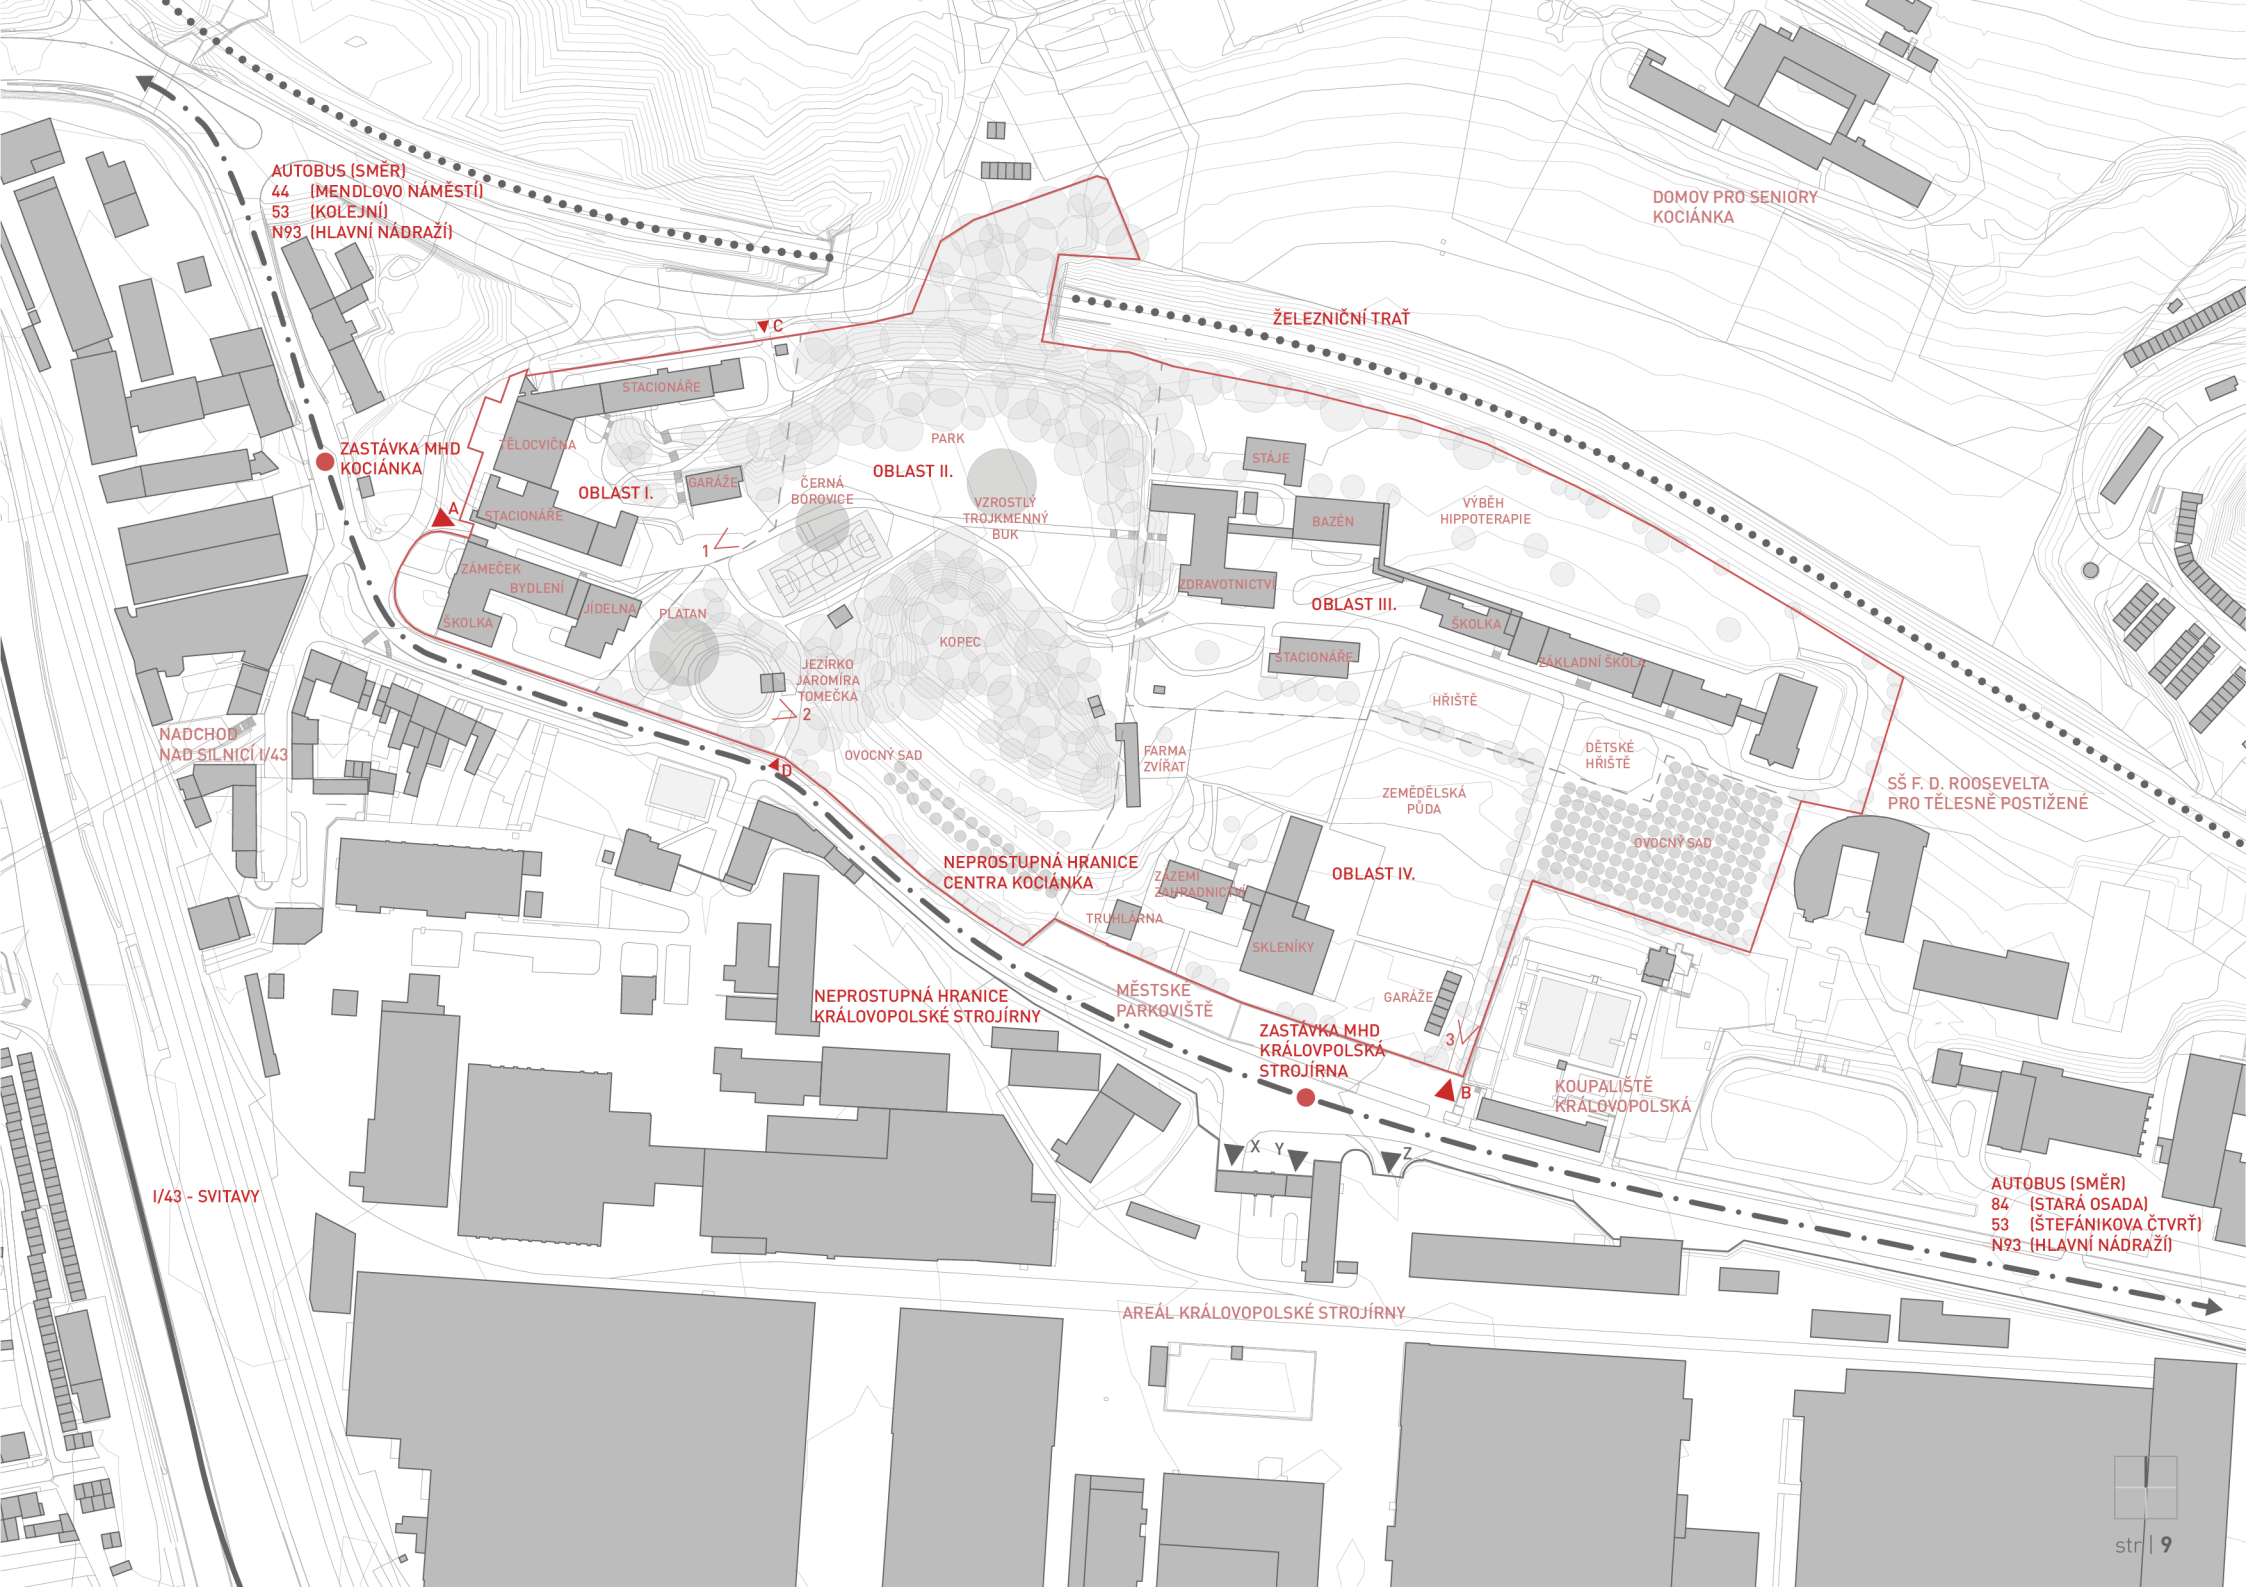 AUTOBUS (SMĚR)
44 (MENDLOVO NÁMĚSTÍ)
53 (KOLEJNÍ)
N93 (HLAVNÍ NÁDRAŽÍ)
DOMOV PRO SENIORY
KOCIÁNKA
C
ŽELEZNIČNÍ TRAŤ
STACIONÁŘE
TĚLOCVIČNA
PARK
ZASTÁVKA MHD
KOCIÁNKA
OBLAST II.
STÁJE
GARÁŽE
ČERNÁ
BOROVICE
OBLAST I.
VZROSTLÝ
TROJKMENNÝ
BUK
VÝBĚH
HIPPOTERAPIE
A
STACIONÁŘE
BAZÉN
1
ZÁMEČEK
BYDLENÍ
ZDRAVOTNICTVÍ
JÍDELNA
PLATAN
OBLAST III.
ŠKOLKA
ŠKOLKA
KOPEC
STACIONÁŘE
ZÁKLADNÍ ŠKOLA
JEZÍRKO
JAROMÍRA
TOMEČKA
2
HŘIŠTĚ
NADCHOD
NAD SILNICÍ I/43
OVOCNÝ SAD
FARMA
ZVÍŘAT
DĚTSKÉ
HŘIŠTĚ
D
SŠ F. D. ROOSEVELTA
PRO TĚLESNĚ POSTIŽENÉ
ZEMĚDĚLSKÁ
PŮDA
OVOCNÝ SAD
NEPROSTUPNÁ HRANICE
CENTRA KOCIÁNKA
ZÁZEMÍ
ZAHRADNICTVÍ
OBLAST IV.
TRUHLÁRNA
SKLENÍKY
NEPROSTUPNÁ HRANICE
KRÁLOVOPOLSKÉ STROJÍRNY
MĚSTSKÉ
PARKOVIŠTĚ
GARÁŽE
ZASTÁVKA MHD
KRÁLOVPOLSKÁ
STROJÍRNA
3
B
KOUPALIŠTĚ
KRÁLOVOPOLSKÁ
X
Y
Z
I/43 - SVITAVY
AUTOBUS (SMĚR)
84 (STARÁ OSADA)
53 (ŠTEFÁNIKOVA ČTVRŤ)
N93 (HLAVNÍ NÁDRAŽÍ)
AREÁL KRÁLOVOPOLSKÉ STROJÍRNY
str | 9